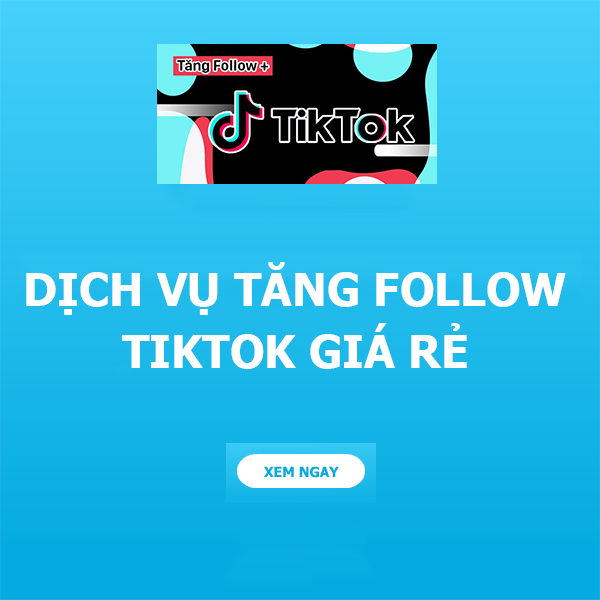 Tăng Follow +
TikTok
DỊCH VỤ TĂNG FOLLOW
TIKTOK GIÁ RẺ
XEM NGAY